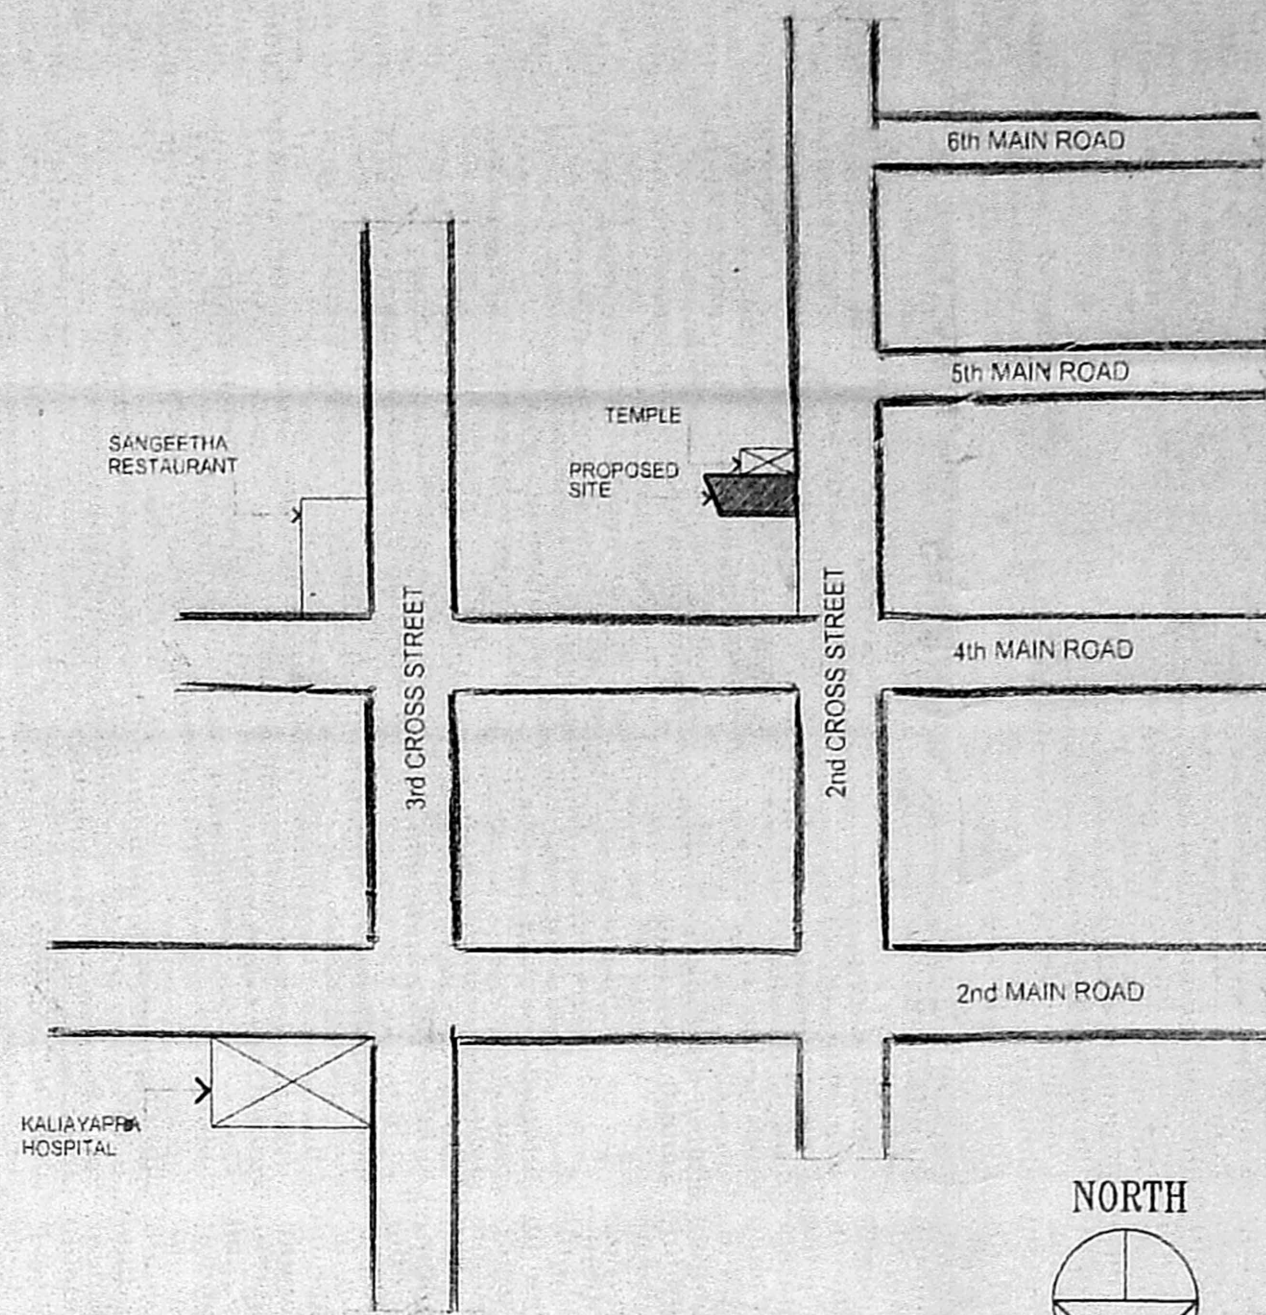 6th MAIN ROAD
5th MAIN ROAD
TEMPLE
SANGEETHA
RESTAURANT
PROPOSED
SITE
3rd CROSS STREET
2nd CROSS STREET
4th MAIN ROAD
2nd MAIN ROAD
KALIAYAPPA
HOSPITAL
NORTH